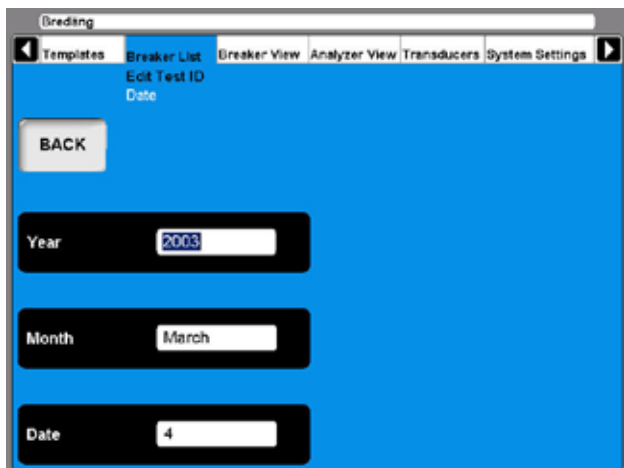 Bredäng
Templates Breaker List Breaker View Analyzer View Transducers System Settings
Edit Test ID
Date
BACK
Year 2003
Month March
Date 4